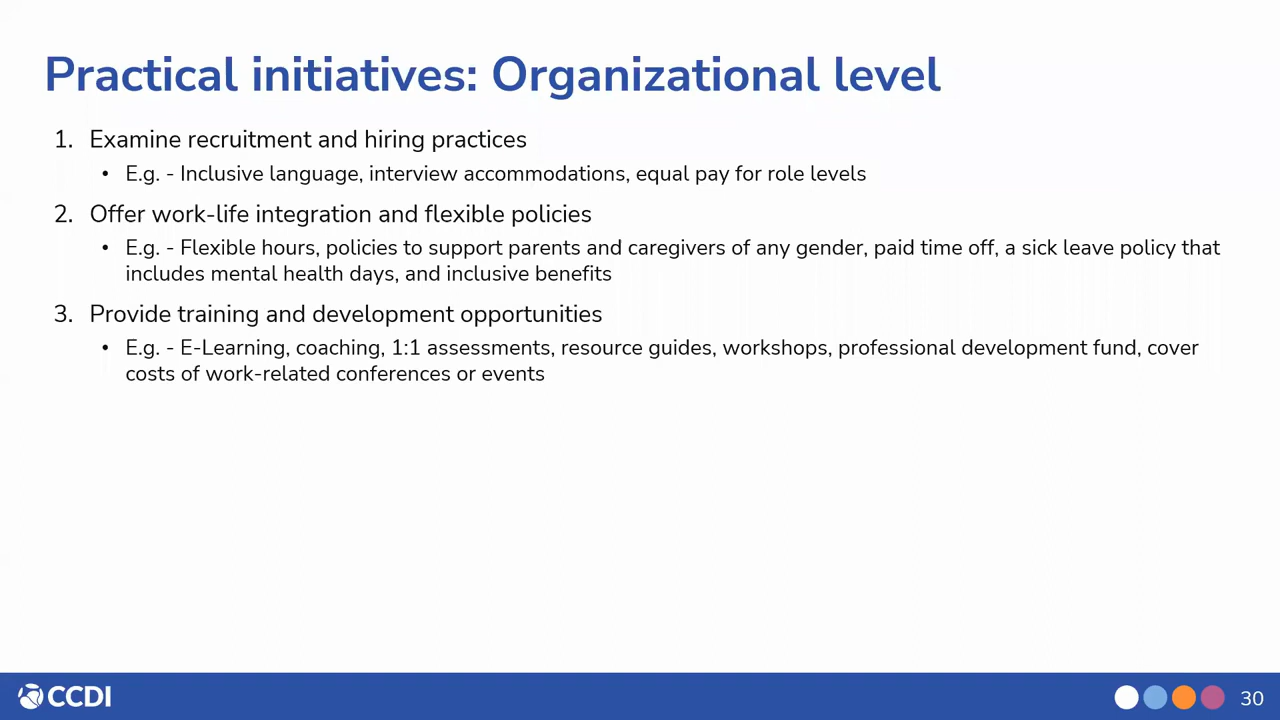 Practical initiatives: Organizational level
1. Examine recruitment and hiring practices
• E.g. - Inclusive language, interview accommodations, equal pay for role levels
2. Offer work-life integration and flexible policies
• E.g. - Flexible hours, policies to support parents and caregivers of any gender, paid time off, a sick leave policy that
includes mental health days, and inclusive benefits
3. Provide training and development opportunities
• E.g. - E-Learning, coaching, 1:1 assessments, resource guides, workshops, professional development fund, cover
costs of work-related conferences or events
CCDI
30